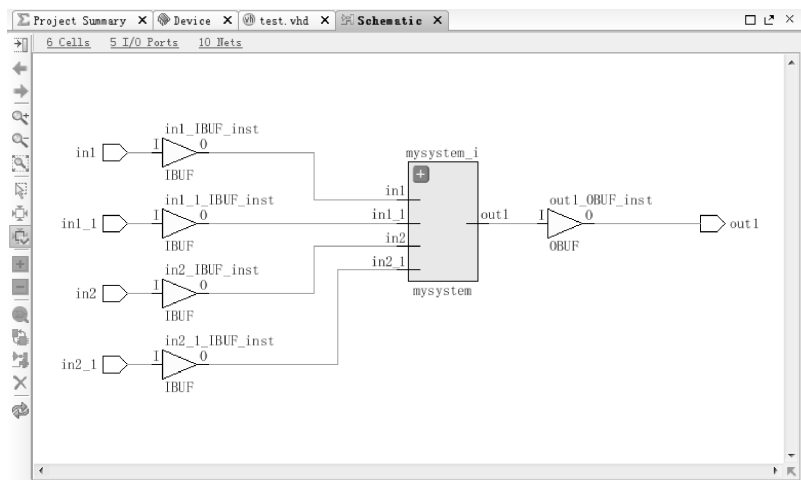 Project Summary × Device × test.vhd × Schematic ×
6 Cells 5 I/O Ports 10 Nets
in1_IBUF_inst
in1 I O
IBUF
mysystem_i
in1
in1_1_IBUF_inst
in1_1 I O
IBUF
in1_1
in2
in2_1
out1
mysystem
out1_OBUF_inst
I O
OBUF
out1
in2_IBUF_inst
in2 I O
IBUF
in2_1_IBUF_inst
in2_1 I O
IBUF